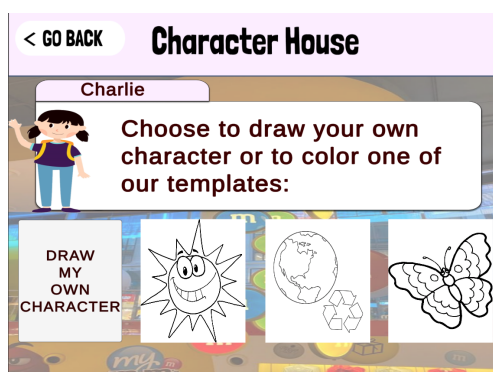 < GO BACK
Character House
Charlie
Choose to draw your own
character or to color one of
our templates:
DRAW
MY
OWN
CHARACTER
m
my
m